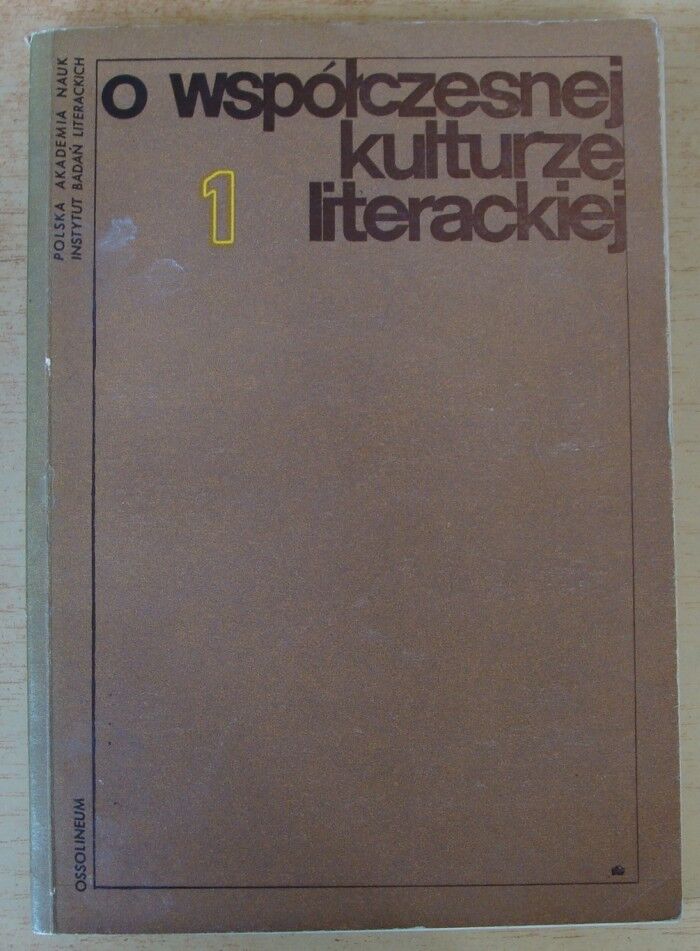 POLSKA AKADEMIA NAUK
INSTYTUT BADAŃ LITERACKICH
o współczesnej
kulturze
1 literackiej
OSSOLINEUM